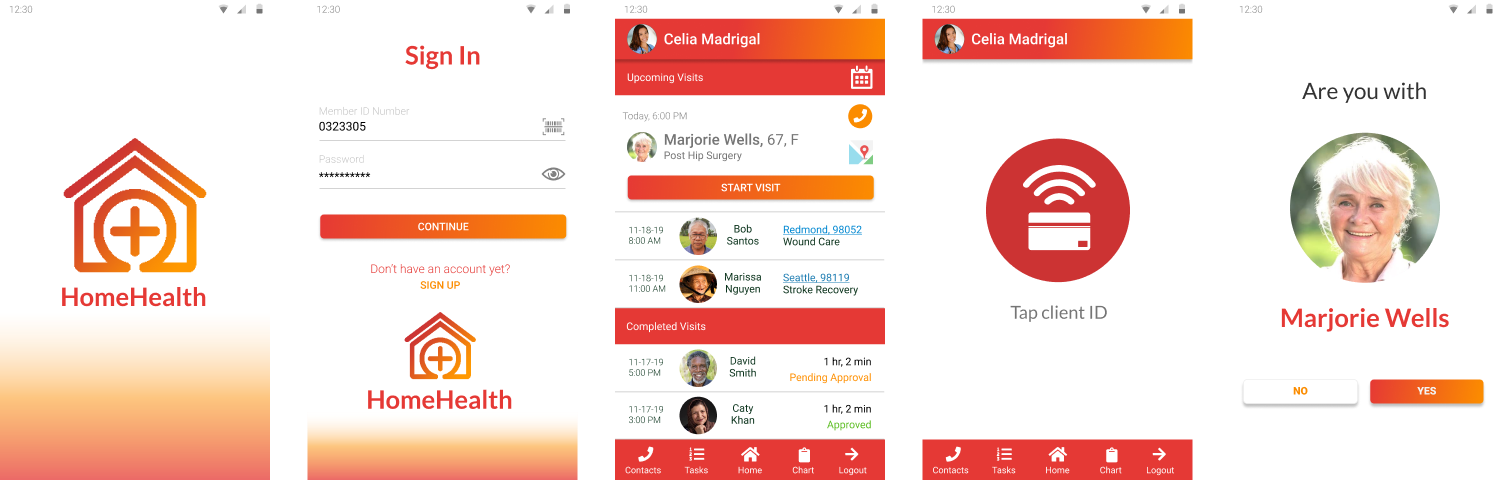 12:30
HomeHealth
12:30
Sign In
Member ID Number
0323305
Password
**********
CONTINUE
Don't have an account yet?
SIGN UP
HomeHealth
Celia Madrigal
Upcoming Visits
Today, 6:00 PM
Marjorie Wells, 67, F
Post Hip Surgery
START VISIT
11-18-19 Bob Redmond, 98052
8:00 AM Santos Wound Care
11-18-19 Marissa Seattle, 98119
11:00 AM Nguyen Stroke Recovery
Completed Visits
11-17-19 David 1 hr, 2 min
5:00 PM Smith Pending Approval
11-17-19 Caty 1 hr, 2 min
3:00 PM Khan Approved
Contacts Tasks Home Chart Logout
Celia Madrigal
Tap client ID
Contacts Tasks Home Chart Logout
12:30
Are you with
Marjorie Wells
NO YES